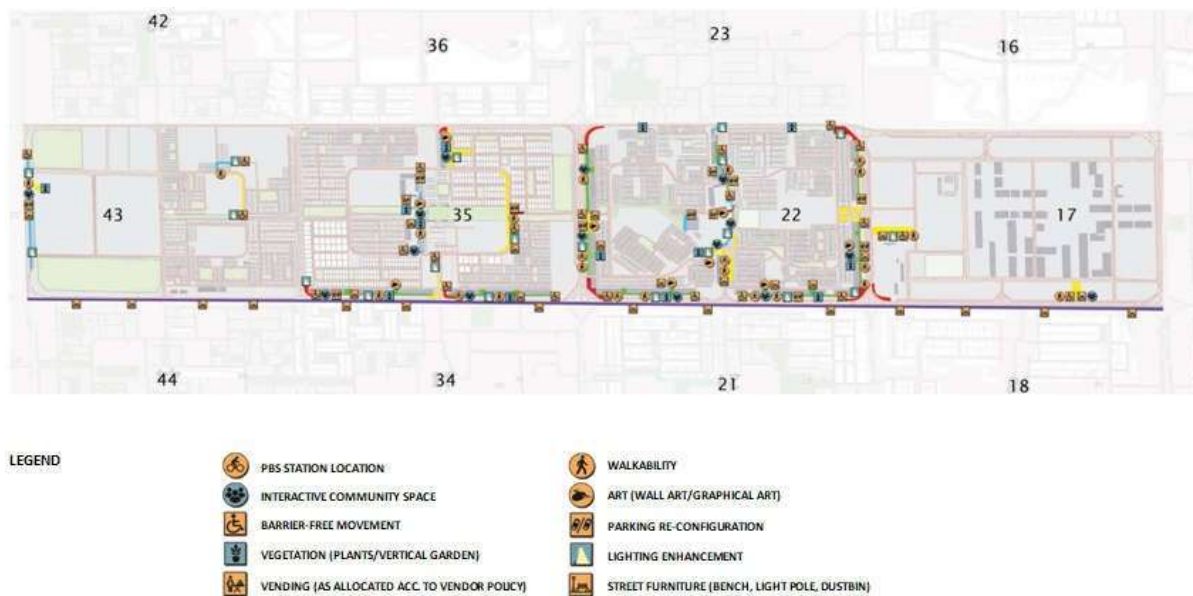 42
36
23
16
43
35
22
17
44
34
21
18
LEGEND
PBS STATION LOCATION
INTERACTIVE COMMUNITY SPACE
BARRIER-FREE MOVEMENT
VEGETATION (PLANTS/VERTICAL GARDEN)
VENDING (AS ALLOCATED ACC. TO VENDOR POLICY)
WALKABILITY
ART (WALL ART/GRAPHICAL ART)
PARKING RE-CONFIGURATION
LIGHTING ENHANCEMENT
STREET FURNITURE (BENCH, LIGHT POLE, DUSTBIN)